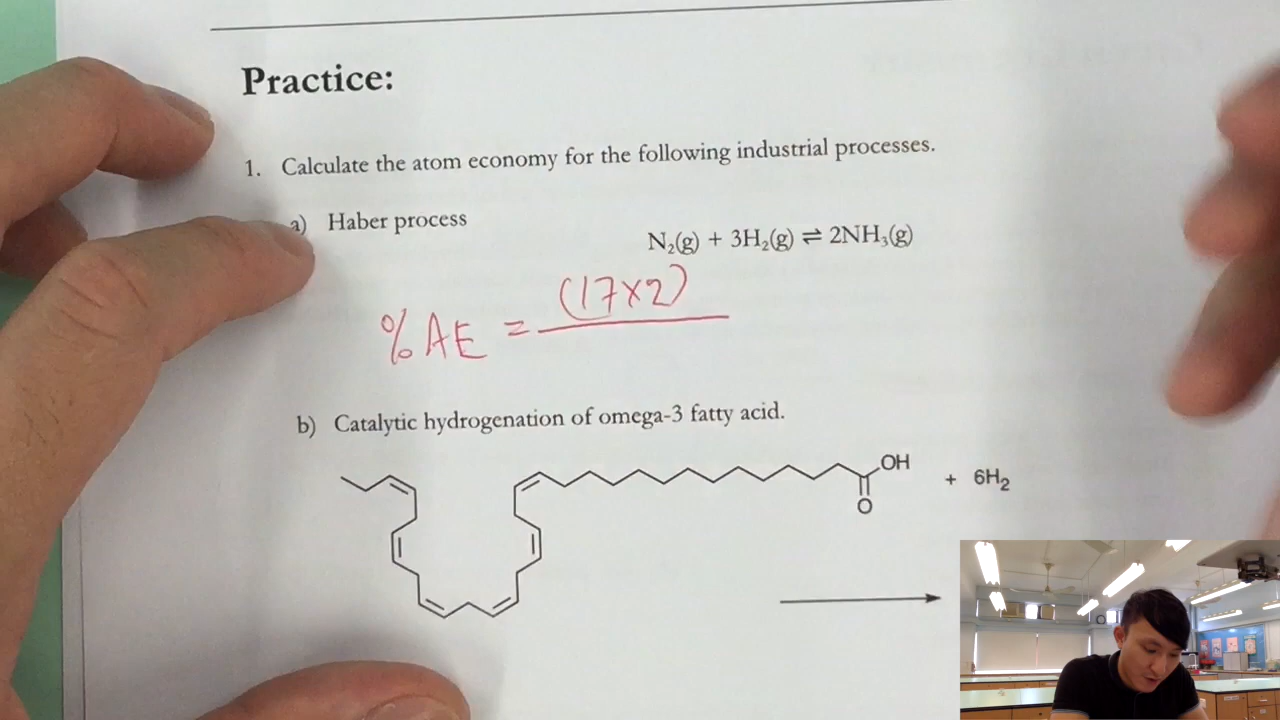 Practice:
1. Calculate the atom economy for the following industrial processes.
a) Haber process
N₂(g) + 3H₂(g) ⇌ 2NH₃(g)
(17×2)
%AE =
b) Catalytic hydrogenation of omega-3 fatty acid.
OH
+ 6H₂
O